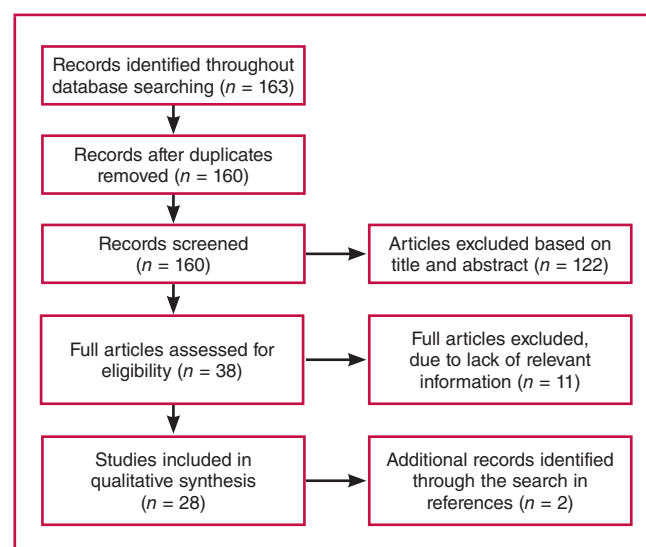 Records identified throughout
database searching (n = 163)
Records after duplicates
removed (n = 160)
Records screened
(n = 160)
Articles excluded based on
title and abstract (n = 122)
Full articles assessed for
eligibility (n = 38)
Full articles excluded,
due to lack of relevant
information (n = 11)
Studies included in
qualitative synthesis
(n = 28)
Additional records identified
through the search in
references (n = 2)